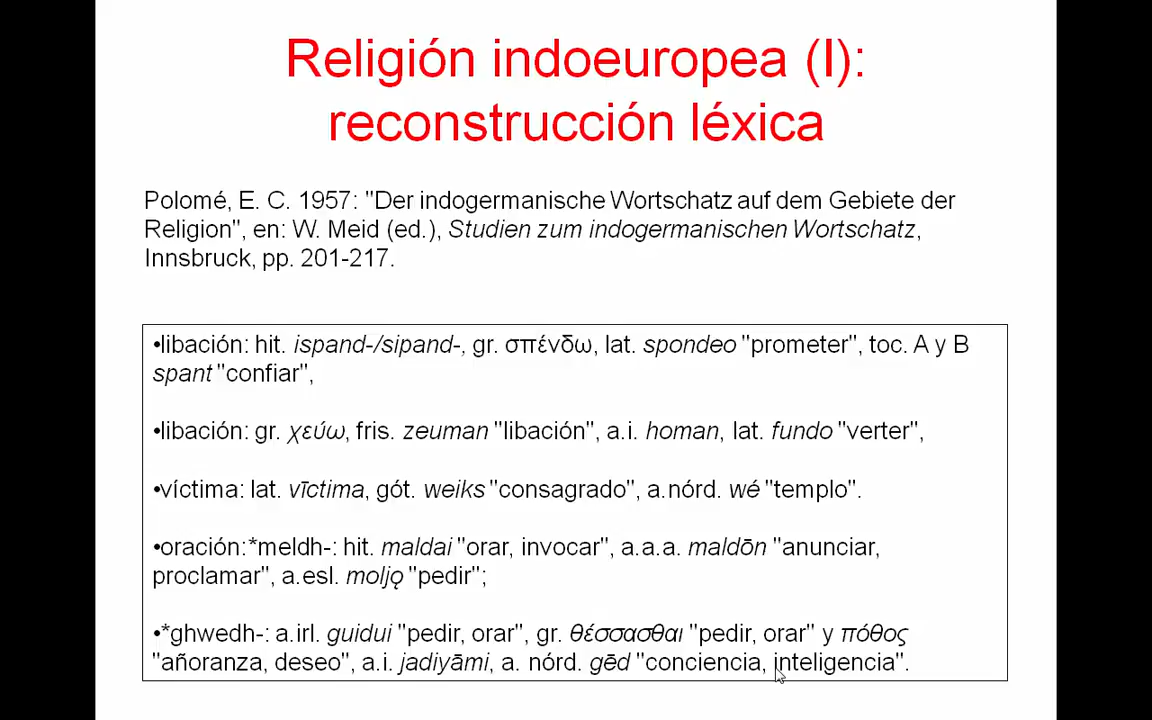 Religión indoeuropea (I):
reconstrucción léxica
Polomé, E. C. 1957: "Der indogermanische Wortschatz auf dem Gebiete der
Religion", en: W. Meid (ed.), Studien zum indogermanischen Wortschatz,
Innsbruck, pp. 201-217.
•libación: hit. ispand-/sipand-, gr. σπένδω, lat. spondeo "prometer", toc. A y B
spant "confiar",
•libación: gr. χεύω, fris. zeuman "libación", a.i. homan, lat. fundo "verter",
•víctima: lat. vīctima, gót. weiks "consagrado", a.nórd. wé "templo".
•oración:*meldh-: hit. maldai "orar, invocar", a.a.a. maldōn "anunciar,
proclamar", a.esl. moljǫ "pedir";
•*ghwedh-: a.irl. guidui "pedir, orar", gr. θέσσασθαι "pedir, orar" y πόθος
"añoranza, deseo", a.i. jadiyāmi, a. nórd. gēd "conciencia, inteligencia".